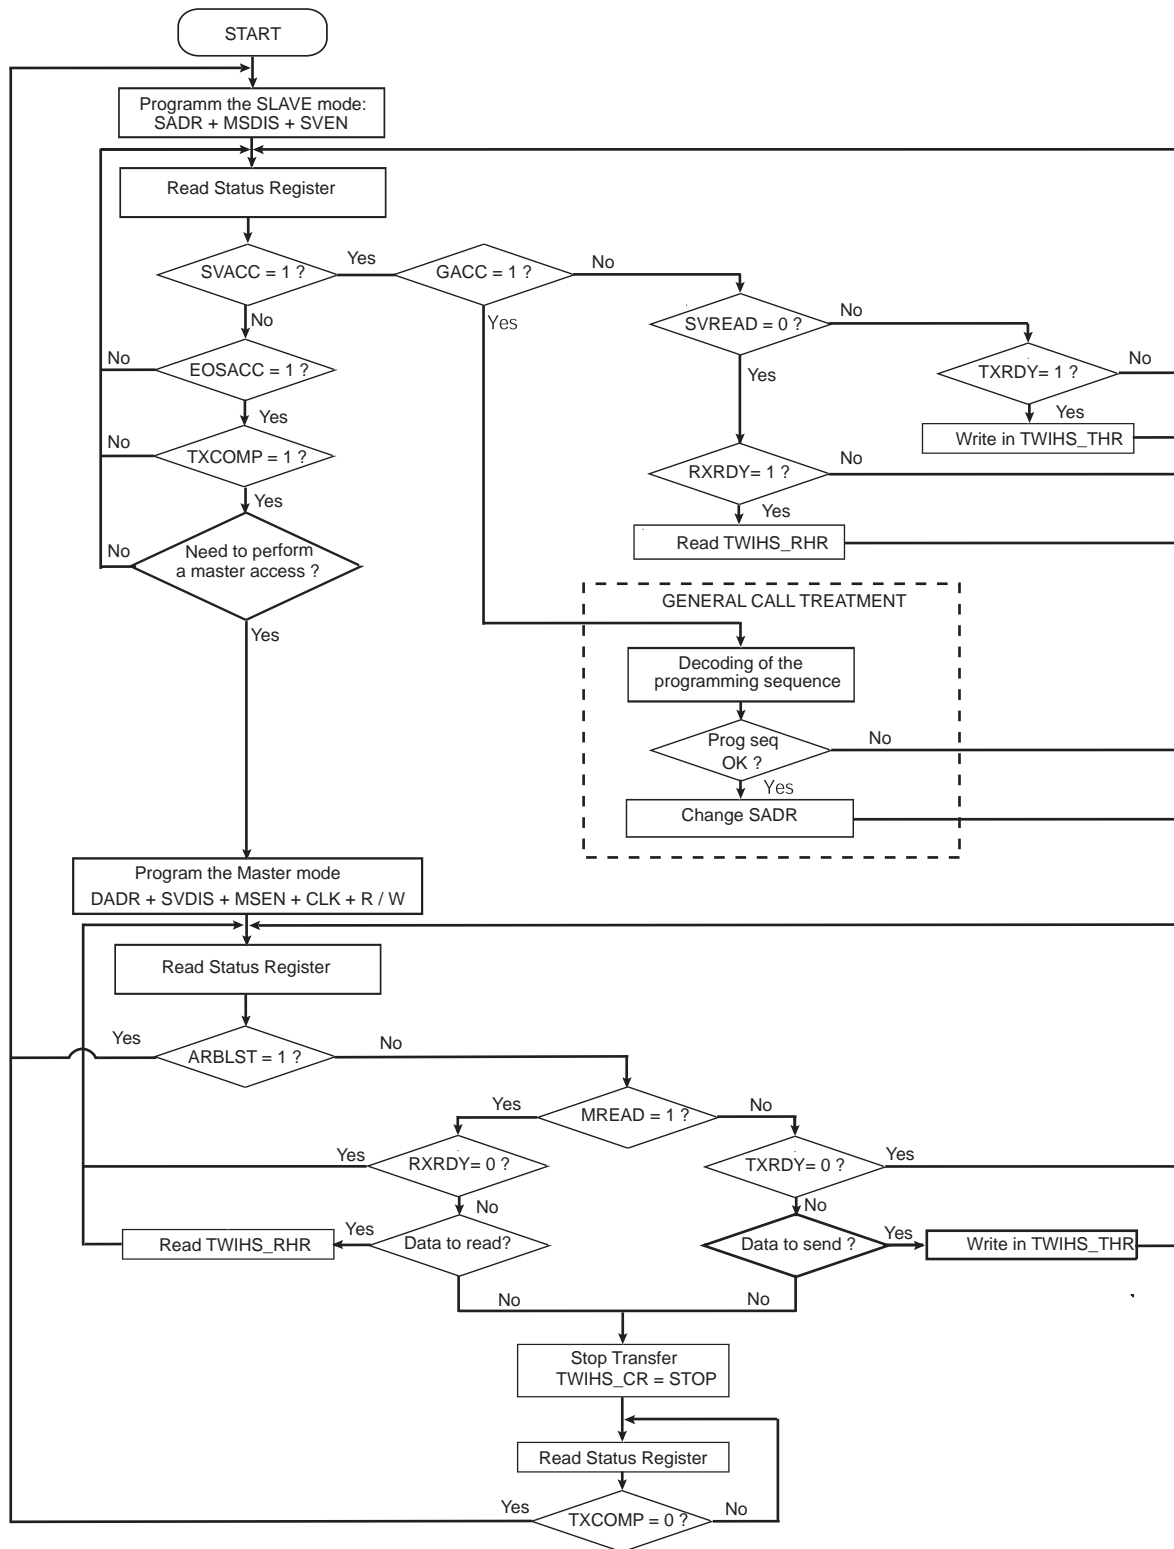 START
Programm the SLAVE mode:
SADR + MSDIS + SVEN
Read Status Register
SVACC = 1 ?
Yes
GACC = 1 ?
No
No
Yes
SVREAD = 0 ?
No
Yes
No
EOSACC = 1 ?
Yes
TXRDY= 1 ?
No
Yes
Write in TWIHS_THR
No
TXCOMP = 1 ?
Yes
RXRDY= 1 ?
No
Yes
Read TWIHS_RHR
No
Need to perform
a master access ?
Yes
GENERAL CALL TREATMENT
Decoding of the
programming sequence
Prog seq
OK ?
No
Yes
Change SADR
Program the Master mode
DADR + SVDIS + MSEN + CLK + R / W
Read Status Register
Yes
ARBLST = 1 ?
No
Yes
MREAD = 1 ?
No
Yes
RXRDY= 0 ?
TXRDY= 0 ?
Yes
No
No
Read TWIHS_RHR
Yes
Data to read?
Data to send ?
Yes
Write in TWIHS_THR
No
No
Stop Transfer
TWIHS_CR = STOP
Read Status Register
Yes
TXCOMP = 0 ?
No